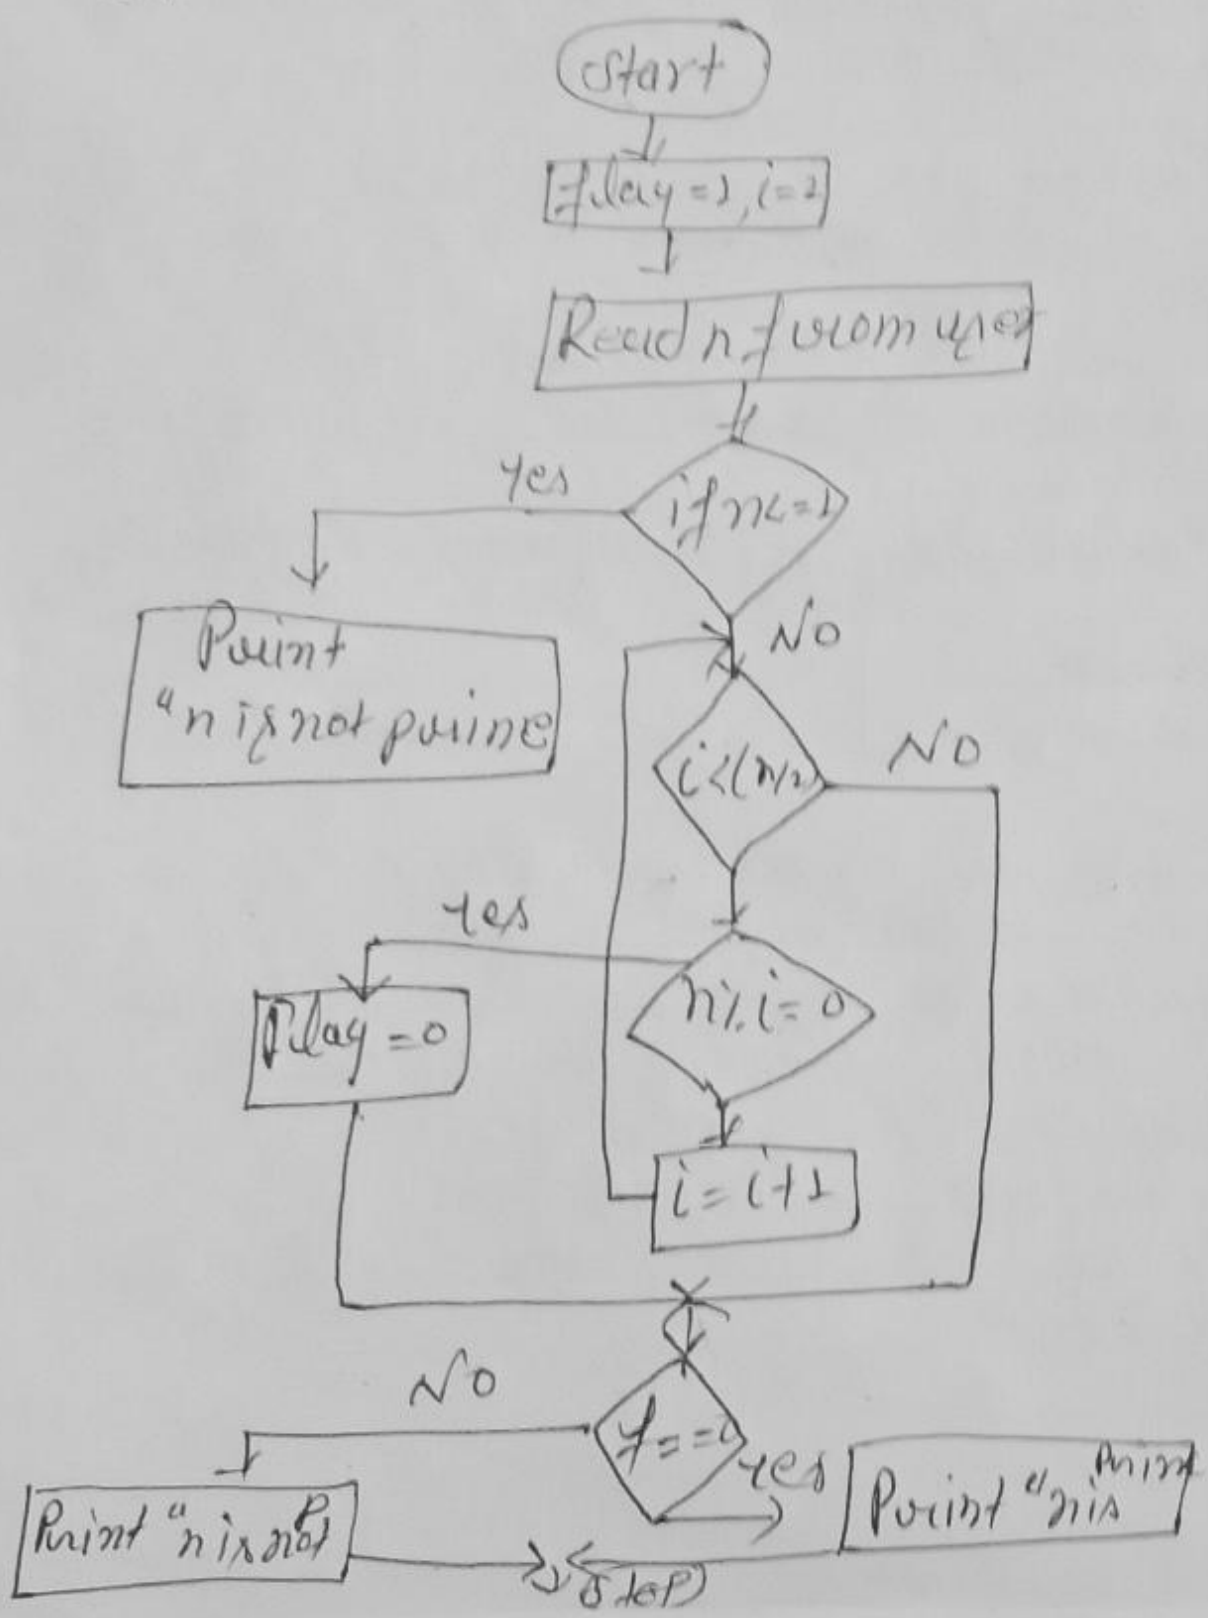 Start
flag=1, i=2
Read n from user
if n<=1
Yes
NO
Print
"n is not prime
i<(n/2)
NO
Yes
n%i=0
flag=0
i=i+1
NO
Yes
Print "n is not P
Print "n is
Prime
Stop